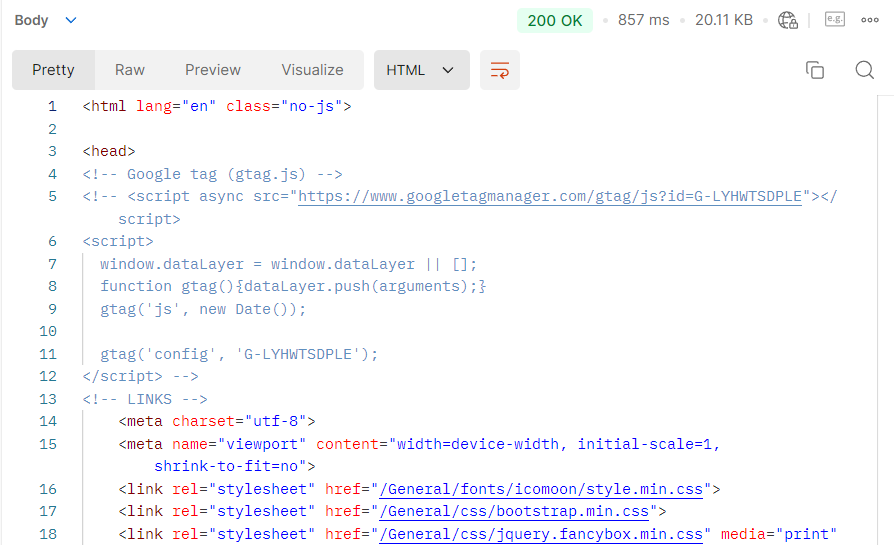 Body 200 OK 857 ms 20.11 KB e.g.
Pretty Raw Preview Visualize HTML
1 <html lang="en" class="no-js">
2
3 <head>
4 <!-- Google tag (gtag.js) -->
5 <!-- <script async src="https://www.googletagmanager.com/gtag/js?id=G-LYHWTSDPLE"></
script>
6 <script>
7 window.dataLayer = window.dataLayer || [];
8 function gtag(){dataLayer.push(arguments);}
9 gtag('js', new Date());
10
11 gtag('config', 'G-LYHWTSDPLE');
12 </script> -->
13 <!-- LINKS -->
14 <meta charset="utf-8">
15 <meta name="viewport" content="width=device-width, initial-scale=1,
shrink-to-fit=no">
16 <link rel="stylesheet" href="/General/fonts/icomoon/style.min.css">
17 <link rel="stylesheet" href="/General/css/bootstrap.min.css">
18 <link rel="stylesheet" href="/General/css/jquery.fancybox.min.css" media="print"